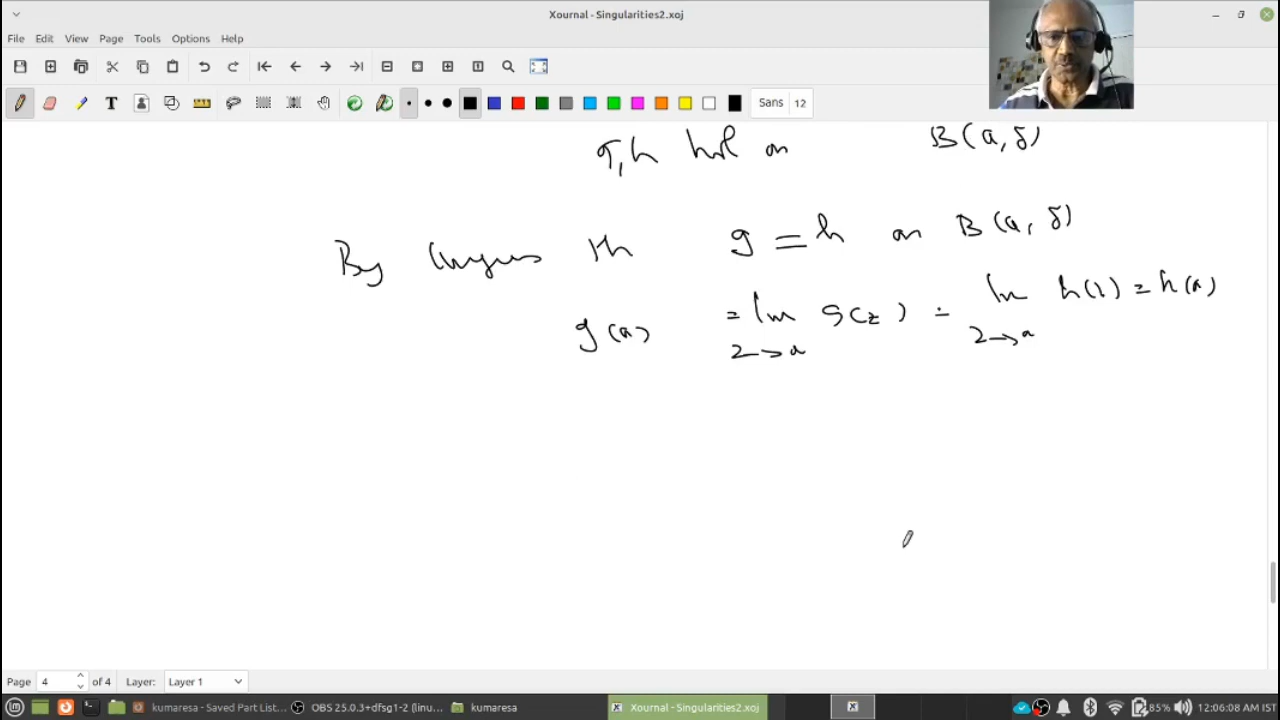 Xournal - Singularities2.xoj
File Edit View Page Tools Options Help
Sans 12
g, h hol on B(a, δ)
By uniqueness th g = h on B(a, δ)
g(a) = lim g(z) = lim h(z) = h(a)
z→a z→a
Page 4 of 4 Layer: Layer 1
kumaresa - Saved Part List... OBS 25.0.3+dfsg1-2 (linu... kumaresa Xournal - Singularities2.xoj 85% 12:06:08 AM IST